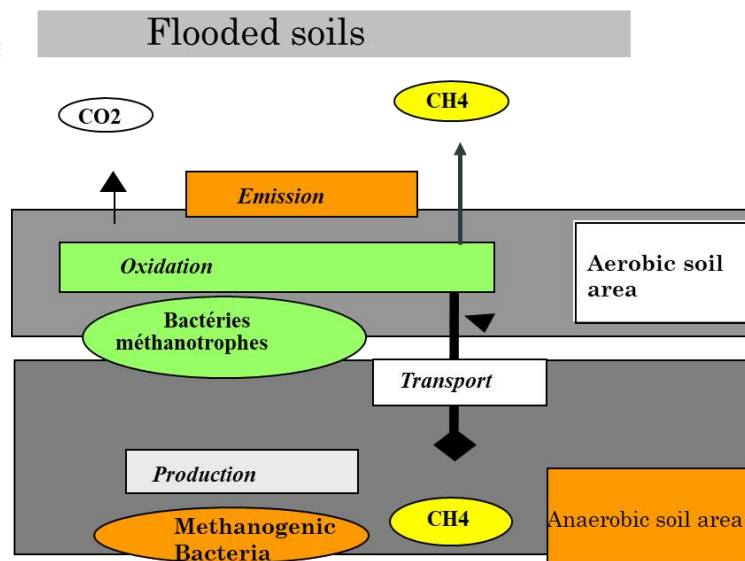 Flooded soils
CO2
CH4
Emission
Oxidation
Aerobic soil
area
Bactéries
méthanotrophes
Transport
Production
Methanogenic
Bacteria
CH4
Anaerobic soil area